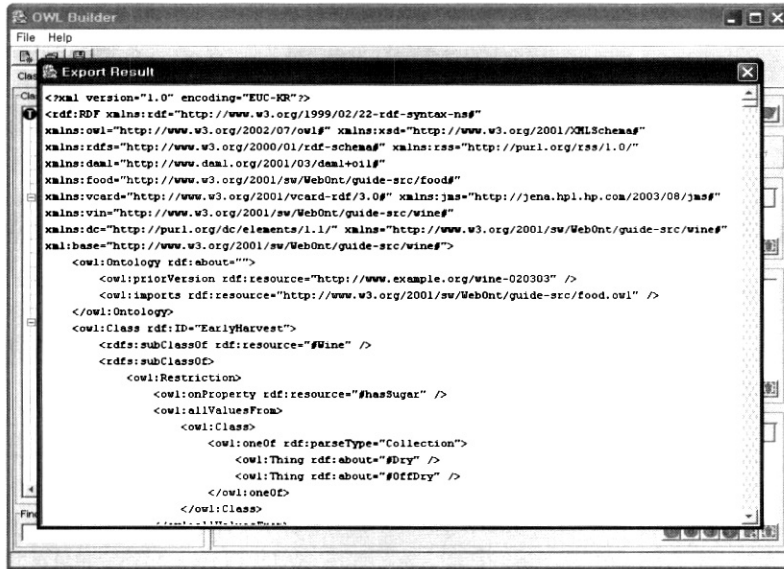 OWL Builder
File Help
Export Result
<?xml version="1.0" encoding="EUC-KR"?>
<rdf:RDF xmlns:rdf="http://www.w3.org/1999/02/22-rdf-syntax-ns#"
xmlns:owl="http://www.w3.org/2002/07/owl#" xmlns:xsd="http://www.w3.org/2001/XMLSchema#"
xmlns:rdfs="http://www.w3.org/2000/01/rdf-schema#" xmlns:rss="http://purl.org/rss/1.0/"
xmlns:daml="http://www.daml.org/2001/03/daml+oil#"
xmlns:food="http://www.w3.org/2001/sw/WebOnt/guide-src/food#"
xmlns:vcard="http://www.w3.org/2001/vcard-rdf/3.0#" xmlns:jms="http://jena.hpl.hp.com/2003/08/jms#"
xmlns:vin="http://www.w3.org/2001/sw/WebOnt/guide-src/wine#"
xmlns:dc="http://purl.org/dc/elements/1.1/" xmlns="http://www.w3.org/2001/sw/WebOnt/guide-src/wine#"
xml:base="http://www.w3.org/2001/sw/WebOnt/guide-src/wine#">
<owl:Ontology rdf:about="">
<owl:priorVersion rdf:resource="http://www.example.org/wine-020303" />
<owl:imports rdf:resource="http://www.w3.org/2001/sw/WebOnt/guide-src/food.owl" />
</owl:Ontology>
<owl:Class rdf:ID="EarlyHarvest">
<rdfs:subClassOf rdf:resource="#Wine" />
<rdfs:subClassOf>
<owl:Restriction>
<owl:onProperty rdf:resource="#hasSugar" />
<owl:allValuesFrom>
<owl:Class>
<owl:oneOf rdf:parseType="Collection">
<owl:Thing rdf:about="#Dry" />
<owl:Thing rdf:about="#OffDry" />
</owl:oneOf>
</owl:Class>